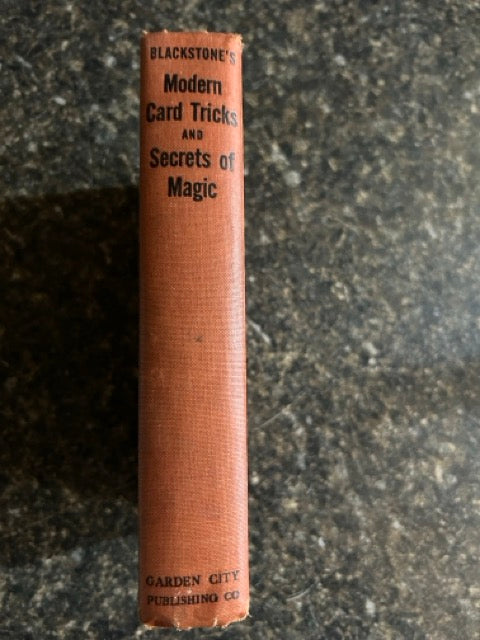 BLACKSTONE'S
Modern
Card Tricks
AND
Secrets of
Magic
GARDEN CITY
PUBLISHING CO